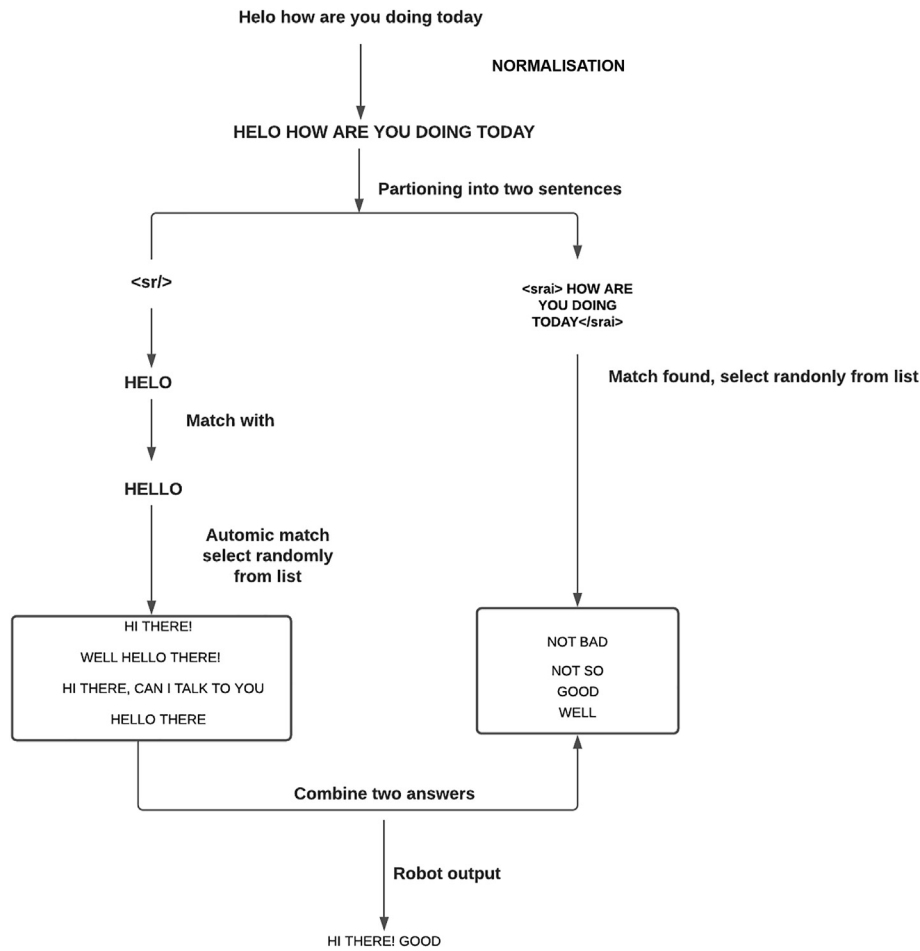 Helo how are you doing today
NORMALISATION
HELO HOW ARE YOU DOING TODAY
Partioning into two sentences
<sr/>
<srai> HOW ARE
YOU DOING
TODAY</srai>
HELO
Match found, select randonly from list
Match with
HELLO
Automic match
select randomly
from list
HI THERE!
WELL HELLO THERE!
HI THERE, CAN I TALK TO YOU
HELLO THERE
NOT BAD
NOT SO
GOOD
WELL
Combine two answers
Robot output
HI THERE! GOOD